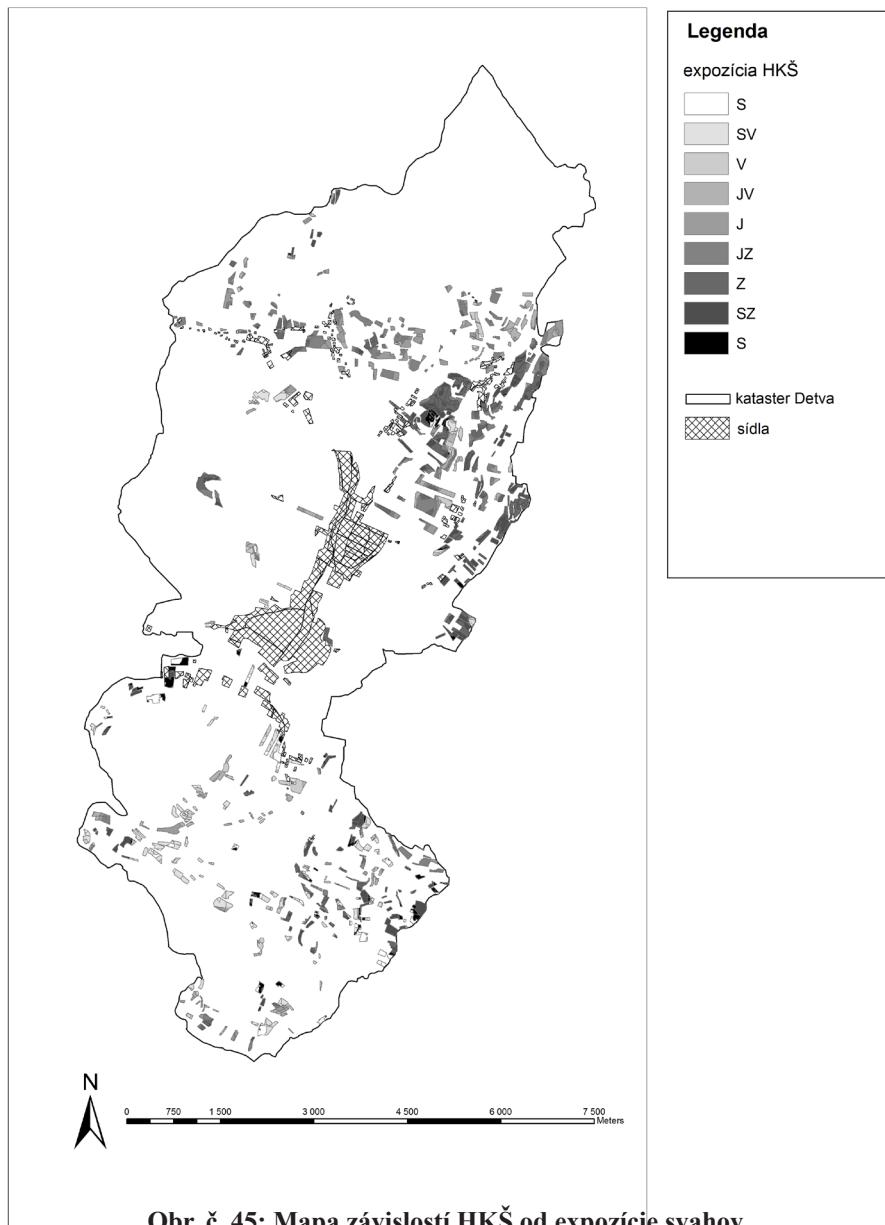 Legenda
expozícia HKŠ
S
SV
V
JV
J
JZ
Z
SZ
S
kataster Detva
sídla
N
0 750 1 500 3 000 4 500 6 000 7 500
Meters
Obr. č. 45: Mapa závislostí HKŠ od expozície svahov